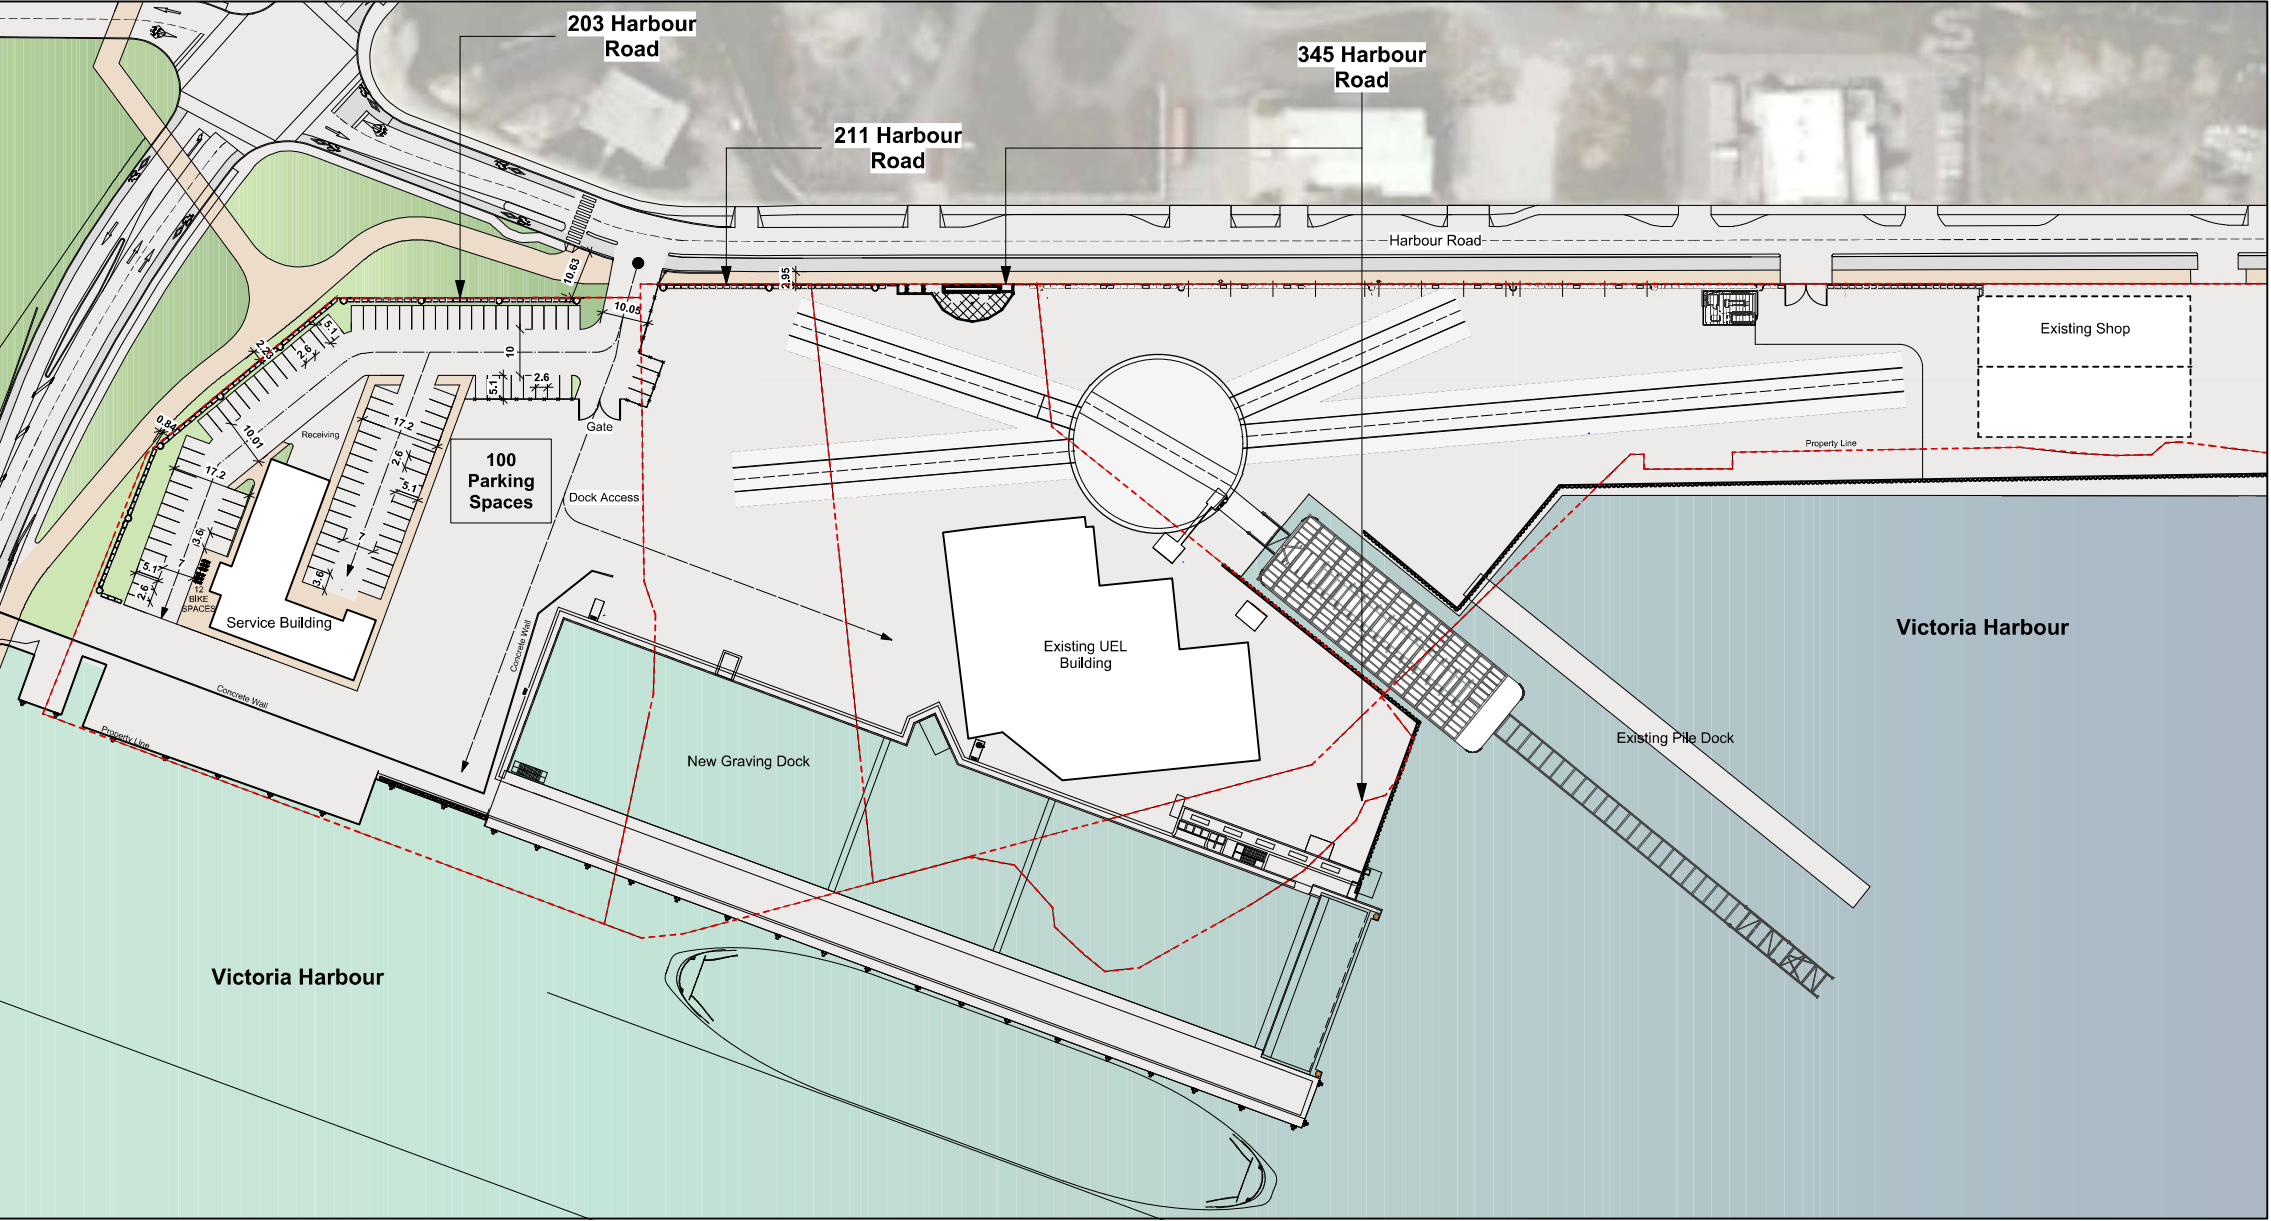 203 Harbour
Road
345 Harbour
Road
211 Harbour
Road
Harbour Road
10.63
2.95
10.05
5.1
2.6
2.23
10
5.1
2.6
Existing Shop
0.84
10.01
Receiving
17.2
Gate
Property Line
17.2
2.6
5.1
100
Parking
Spaces
Dock Access
3.6
7
7
5.1
2.6
3.6
12
BIKE
SPACES
Service Building
Concrete Wall
Existing UEL
Building
Victoria Harbour
Concrete Wall
Property Line
New Graving Dock
Existing Pile Dock
Victoria Harbour